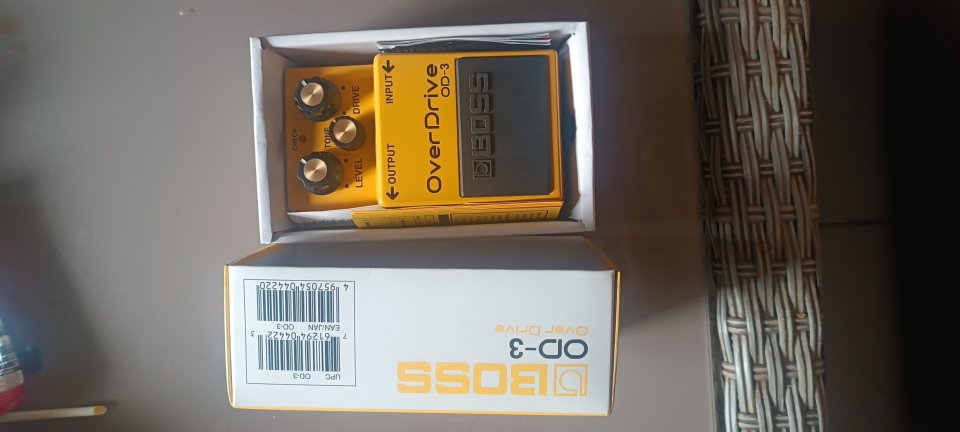 LEVEL
TONE
DRIVE
CHECK
OUTPUT
INPUT
OverDrive
OD-3
BOSS
BOSS
OD-3
Over Drive
UPC OD-3
7 61294 04422 3
EAN/JAN OD-3
4 957054 044220